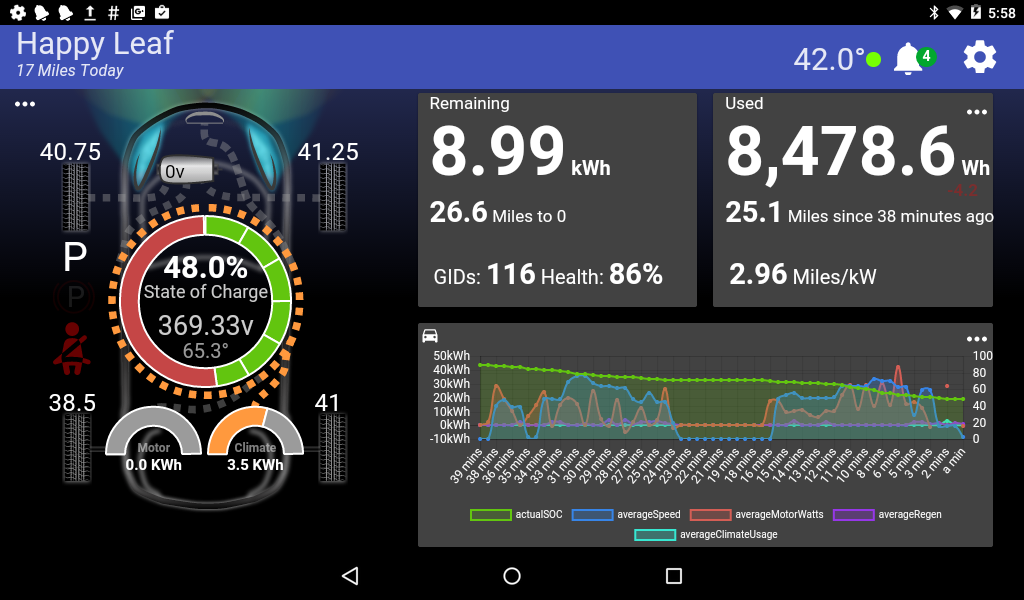 5:58
Happy Leaf
17 Miles Today
42.0°
4
40.75
41.25
0v
P
P
48.0%
State of Charge
369.33v
65.3°
38.5
41
Motor
0.0 KWh
Climate
3.5 KWh
Remaining
8.99 kWh
26.6 Miles to 0
GIDs: 116 Health: 86%
Used
8,478.6 Wh
-4.3
25.1 Miles since 38 minutes ago
2.96 Miles/kW
50kWh
40kWh
30kWh
20kWh
10kWh
0kWh
-10kWh
100
80
60
40
20
0
39 mins
38 mins
36 mins
35 mins
34 mins
33 mins
31 mins
30 mins
29 mins
28 mins
27 mins
25 mins
24 mins
23 mins
22 mins
21 mins
19 mins
18 mins
16 mins
15 mins
14 mins
13 mins
12 mins
11 mins
10 mins
8 mins
6 mins
5 mins
3 mins
2 mins
a min
actualSOC
averageSpeed
averageMotorWatts
averageRegen
averageClimateUsage